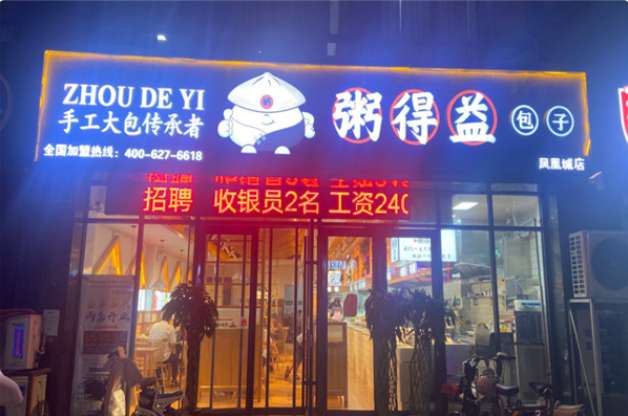 ZHOU DE YI
手工大包传承者
全国加盟热线：400-627-6618
粥得益
包子
凤凰城店
招聘 收银员2名 工资240